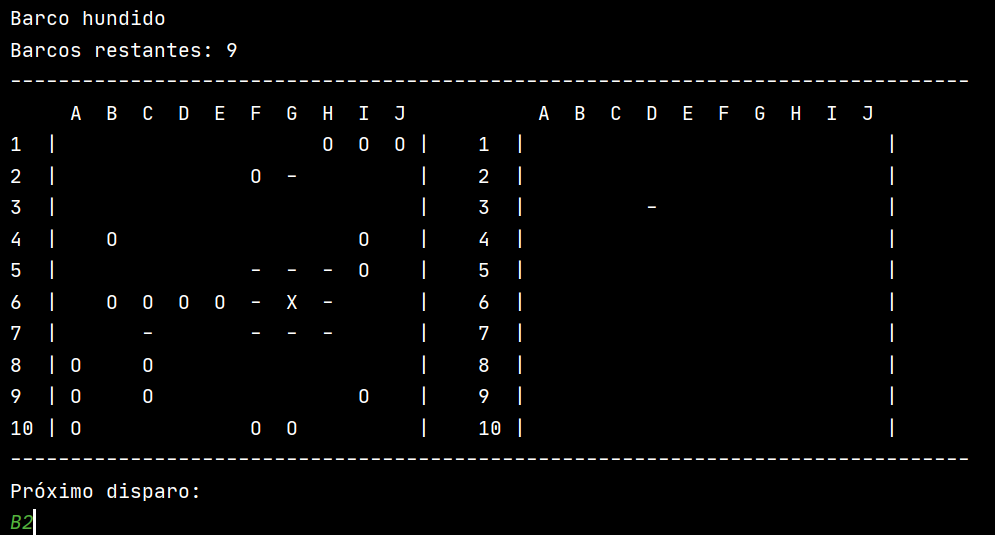 Barco hundido
Barcos restantes: 9
--------------------------------------------------------------------------------
     A  B  C  D  E  F  G  H  I  J           A  B  C  D  E  F  G  H  I  J
1  |                      O  O  O |    1  |                              |
2  |                O  -          |    2  |                              |
3  |                              |    3  |          -                   |
4  |    O                    O    |    4  |                              |
5  |                -  -  -  O    |    5  |                              |
6  |    O  O  O  O  -  X  -       |    6  |                              |
7  |       -        -  -  -       |    7  |                              |
8  | O     O                      |    8  |                              |
9  | O     O                 O    |    9  |                              |
10 | O              O  O          |    10 |                              |
--------------------------------------------------------------------------------
Próximo disparo:
B2